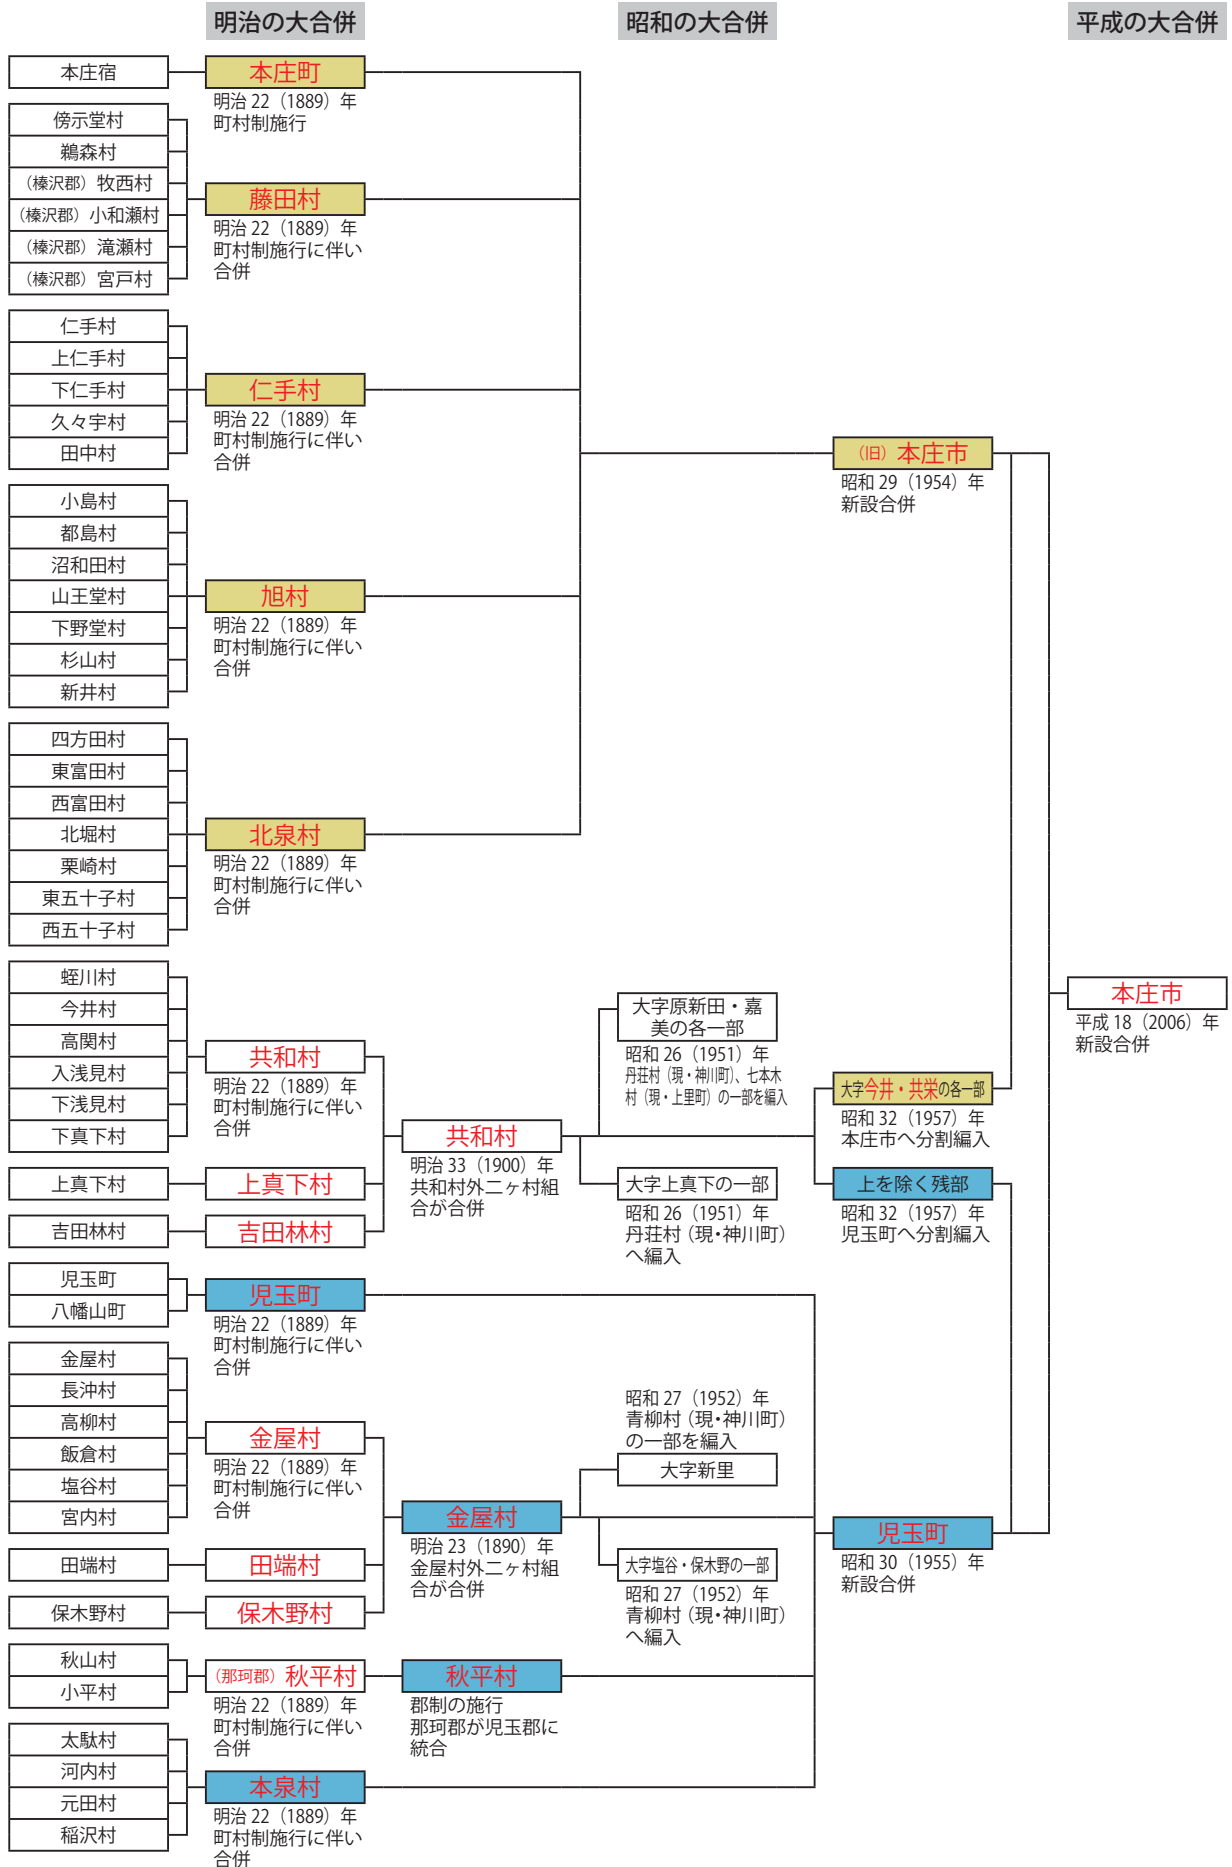 明治の大合併
昭和の大合併
平成の大合併
本庄宿
本庄町
明治 22（1889）年
町村制施行
傍示堂村
鵜森村
（榛沢郡）牧西村
（榛沢郡）小和瀬村
（榛沢郡）滝瀬村
（榛沢郡）宮戸村
藤田村
明治 22（1889）年
町村制施行に伴い
合併
仁手村
上仁手村
下仁手村
久々宇村
田中村
仁手村
明治 22（1889）年
町村制施行に伴い
合併
（旧）本庄市
昭和 29（1954）年
新設合併
小島村
都島村
沼和田村
山王堂村
下野堂村
杉山村
新井村
旭村
明治 22（1889）年
町村制施行に伴い
合併
四方田村
東富田村
西富田村
北堀村
栗崎村
東五十子村
西五十子村
北泉村
明治 22（1889）年
町村制施行に伴い
合併
蛭川村
今井村
高関村
入浅見村
下浅見村
下真下村
共和村
明治 22（1889）年
町村制施行に伴い
合併
上真下村
上真下村
吉田林村
吉田林村
共和村
明治 33（1900）年
共和村外二ヶ村組
合が合併
大字原新田・嘉
美の各一部
昭和 26（1951）年
丹荘村（現・神川町）、七本木
村（現・上里町）の一部を編入
大字上真下の一部
昭和 26（1951）年
丹荘村（現・神川町）
へ編入
大字今井・共栄の各一部
昭和 32（1957）年
本庄市へ分割編入
上を除く残部
昭和 32（1957）年
児玉町へ分割編入
本庄市
平成 18（2006）年
新設合併
児玉町
八幡山町
児玉町
明治 22（1889）年
町村制施行に伴い
合併
金屋村
長沖村
高柳村
飯倉村
塩谷村
宮内村
金屋村
明治 22（1889）年
町村制施行に伴い
合併
田端村
田端村
保木野村
保木野村
金屋村
明治 23（1890）年
金屋村外二ヶ村組
合が合併
昭和 27（1952）年
青柳村（現・神川町）
の一部を編入
大字新里
大字塩谷・保木野の一部
昭和 27（1952）年
青柳村（現・神川町）
へ編入
児玉町
昭和 30（1955）年
新設合併
秋山村
小平村
（那珂郡）秋平村
明治 22（1889）年
町村制施行に伴い
合併
秋平村
郡制の施行
那珂郡が児玉郡に
統合
太駄村
河内村
元田村
稲沢村
本泉村
明治 22（1889）年
町村制施行に伴い
合併